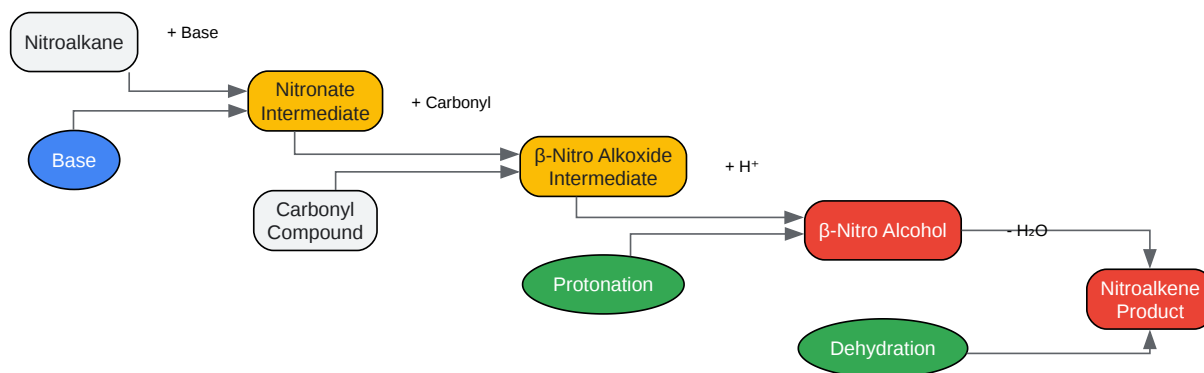 Nitroalkane
+ Base
Nitronate
Intermediate
+ Carbonyl
Base
β-Nitro Alkoxide
Intermediate
+ H⁺
Carbonyl
Compound
β-Nitro Alcohol
- H₂O
Protonation
Nitroalkene
Product
Dehydration